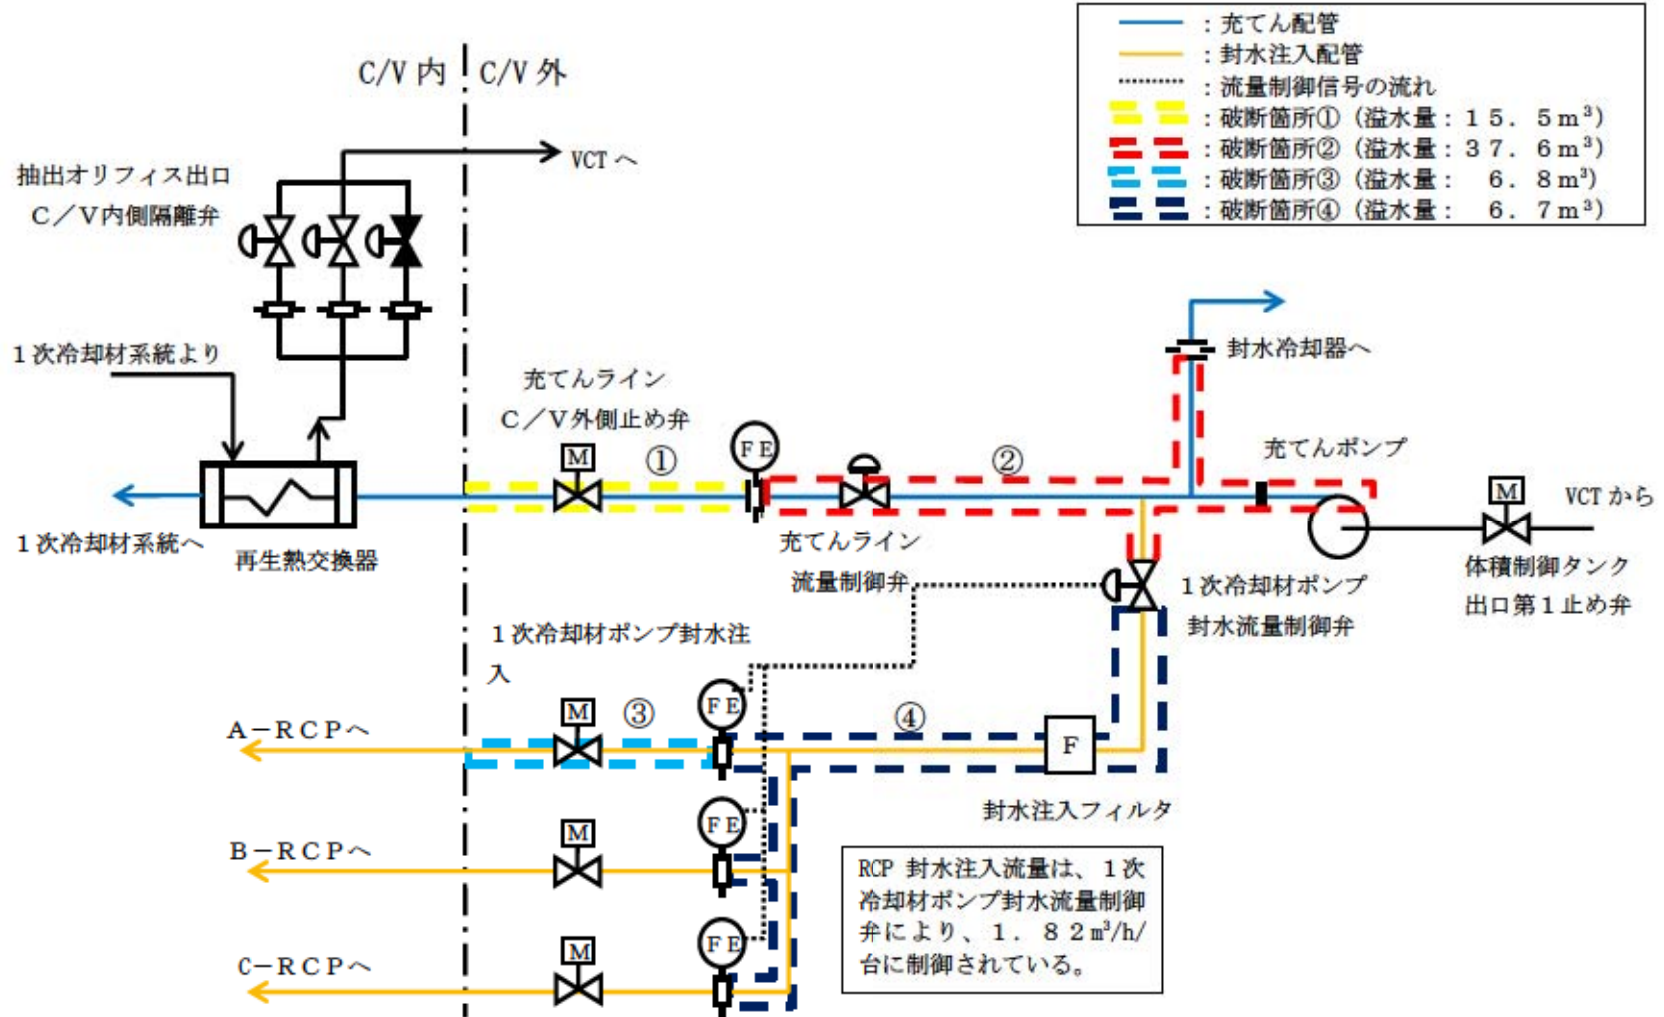 ：充てん配管
：封水注入配管
：流量制御信号の流れ
：破断箇所①（溢水量：１５．５m³）
：破断箇所②（溢水量：３７．６m³）
：破断箇所③（溢水量：　６．８m³）
：破断箇所④（溢水量：　６．７m³）
C/V 内
C/V 外
VCT へ
抽出オリフィス出口
Ｃ／Ｖ内側隔離弁
１次冷却材系統より
封水冷却器へ
充てんライン
Ｃ／Ｖ外側止め弁
充てんポンプ
M
①
ＦＥ
②
M
VCT から
１次冷却材系統へ
再生熱交換器
充てんライン
流量制御弁
１次冷却材ポンプ
封水流量制御弁
体積制御タンク
出口第１止め弁
１次冷却材ポンプ封水注
入
Ａ－ＲＣＰへ
M
③
ＦＥ
④
F
封水注入フィルタ
Ｂ－ＲＣＰへ
M
ＦＥ
RCP 封水注入流量は、１次
冷却材ポンプ封水流量制御
弁により、１．８２m³/h/
台に制御されている。
C－ＲＣＰへ
M
ＦＥ